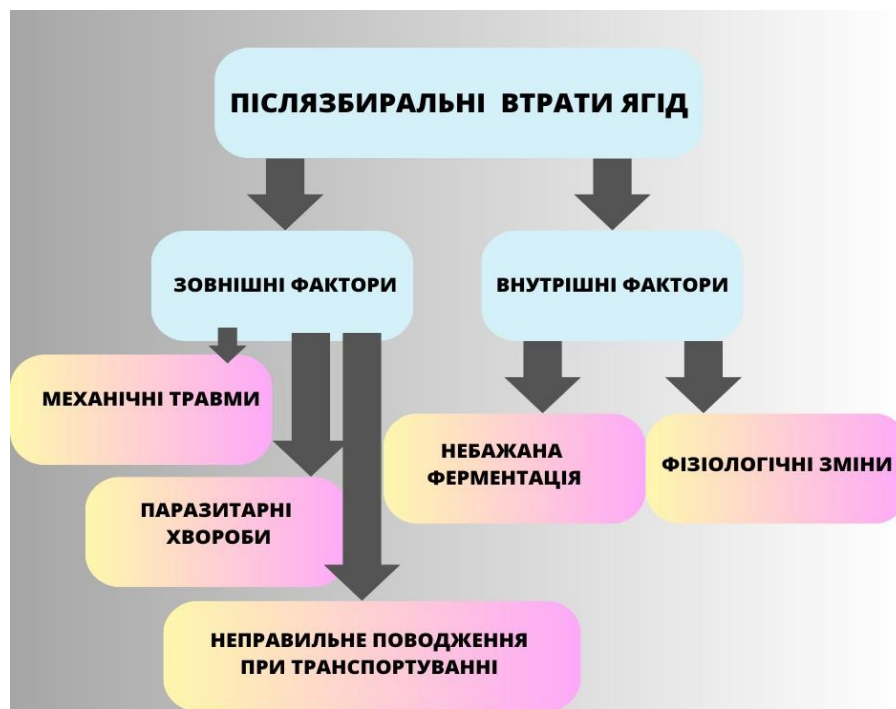 ПІСЛЯЗБИРАЛЬНІ ВТРАТИ ЯГІД
ЗОВНІШНІ ФАКТОРИ
ВНУТРІШНІ ФАКТОРИ
МЕХАНІЧНІ ТРАВМИ
ПАРАЗИТАРНІ
ХВОРОБИ
НЕПРАВИЛЬНЕ ПОВОДЖЕННЯ
ПРИ ТРАНСПОРТУВАННІ
НЕБАЖАНА
ФЕРМЕНТАЦІЯ
ФІЗІОЛОГІЧНІ ЗМІНИ